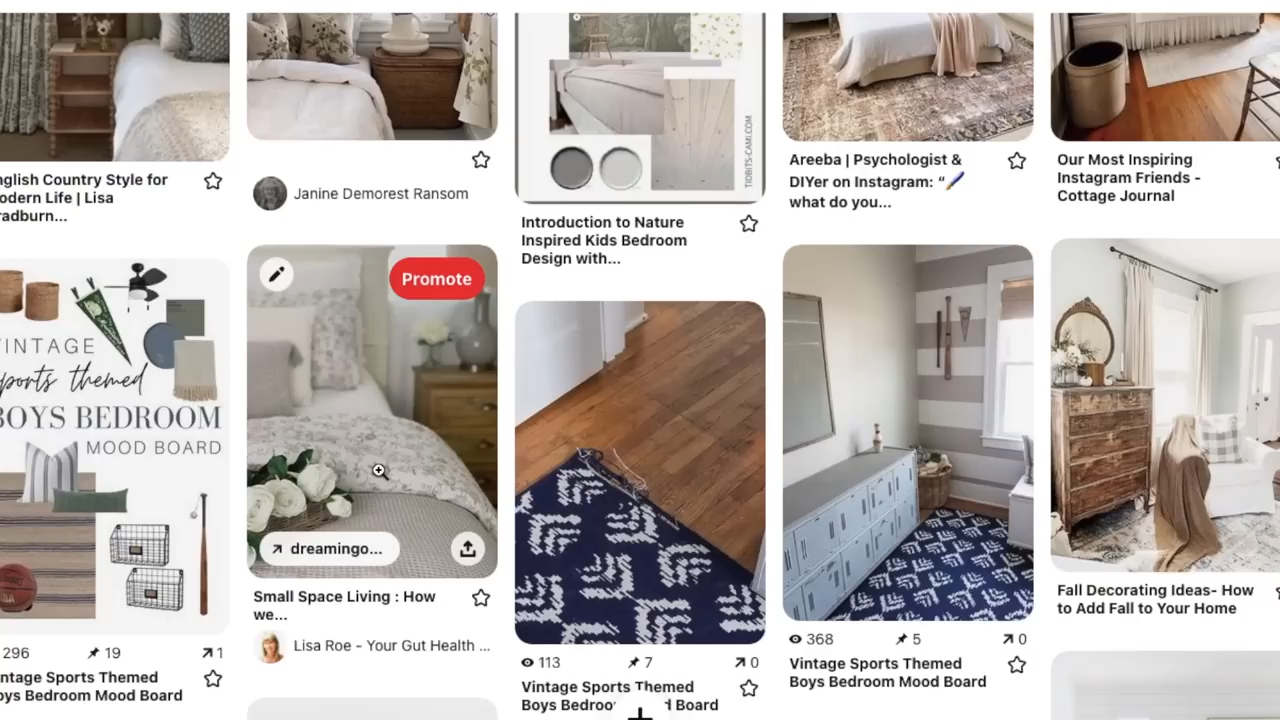 nglish Country Style for
odern Life | Lisa
radburn...
Janine Demorest Ransom
TIDBITS-CAMI.COM
Introduction to Nature
Inspired Kids Bedroom
Design with...
Areeba | Psychologist &
DIYer on Instagram: “🖊️
what do you...
Our Most Inspiring
Instagram Friends -
Cottage Journal
VINTAGE
ports themed
BOYS BEDROOM
MOOD BOARD
296 19 1
ntage Sports Themed
oys Bedroom Mood Board
Promote
dreamingo...
Small Space Living : How
we...
Lisa Roe - Your Gut Health ...
113 7 0
Vintage Sports Themed
Boys Bedroo d Board
368 5 0
Vintage Sports Themed
Boys Bedroom Mood Board
Fall Decorating Ideas- How
to Add Fall to Your Home